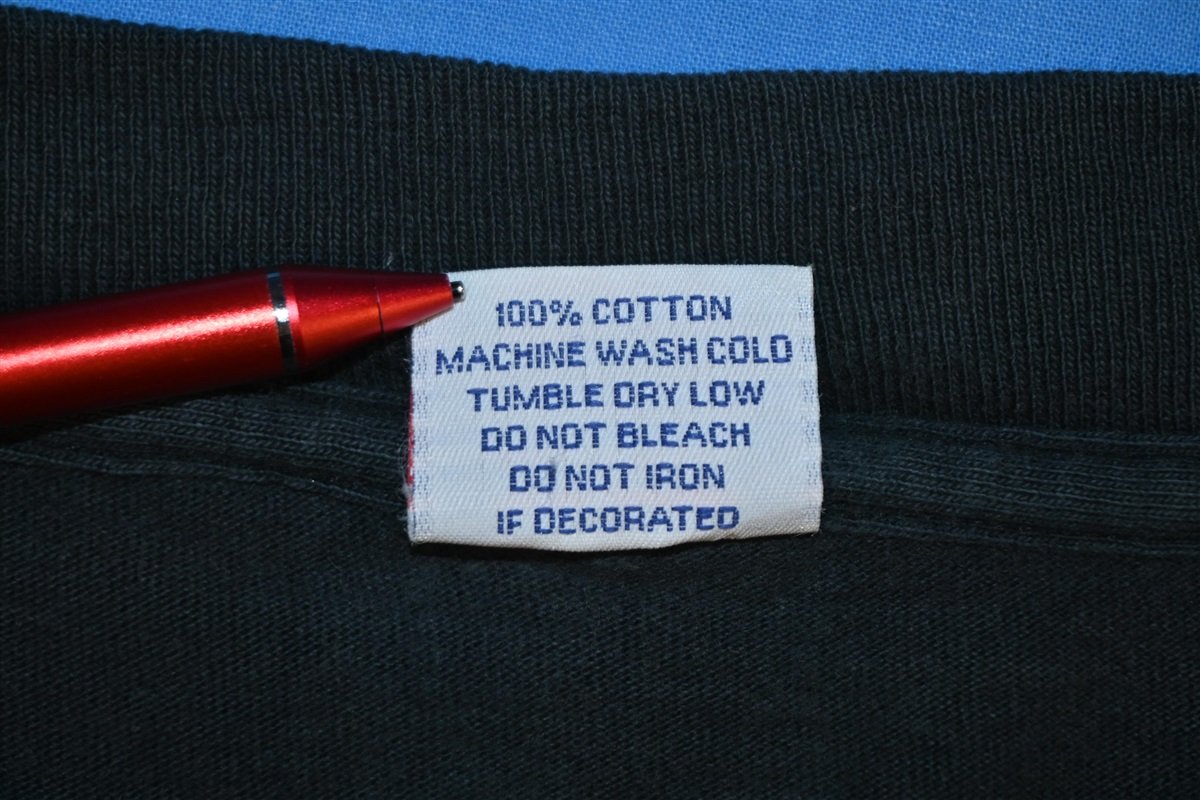 100% COTTON
MACHINE WASH COLD
TUMBLE DRY LOW
DO NOT BLEACH
DO NOT IRON
IF DECORATED